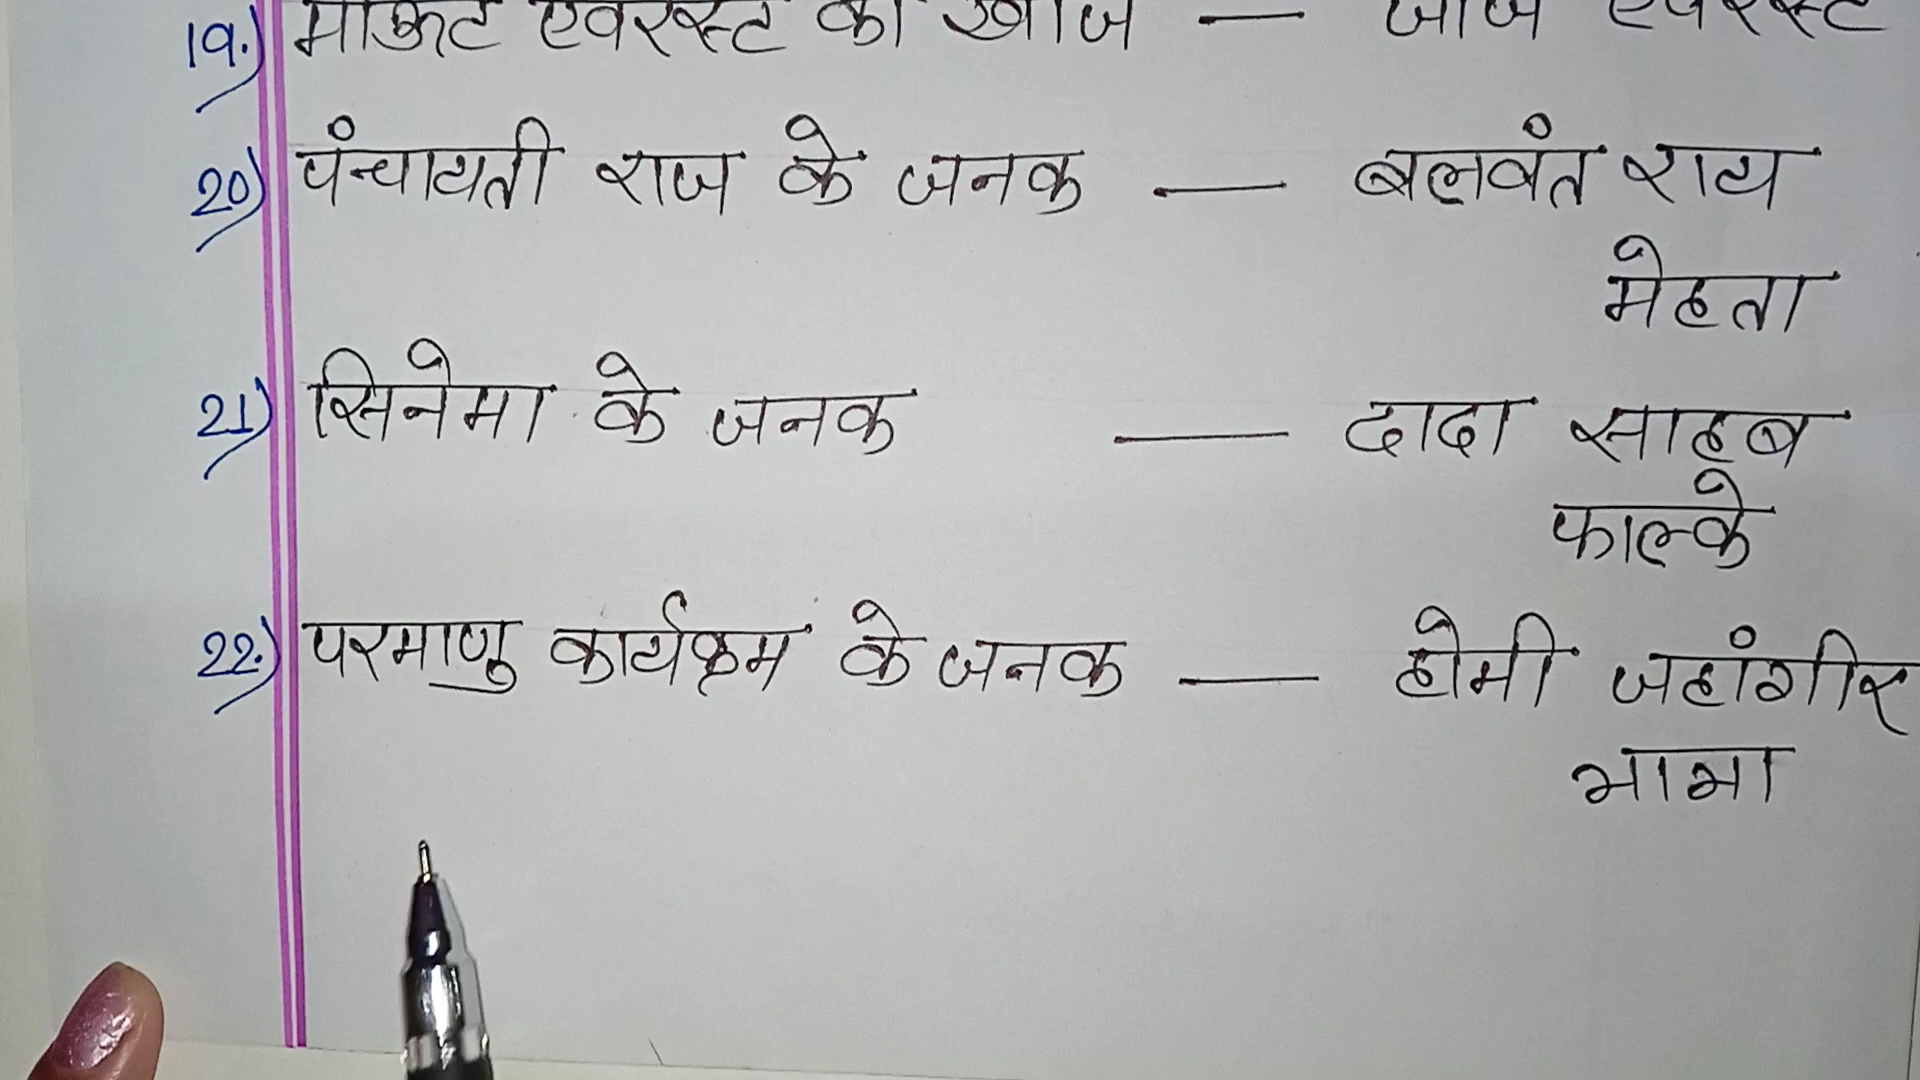 19.) माऊंट एवरेस्ट की खोज — जार्ज एवरेस्ट
20) पंचायती राज के जनक — बलवंत राय
मेहता
21) सिनेमा के जनक — दादा साहब
फाल्के
22.) परमाणु कार्यक्रम के जनक — होमी जहांगीर
भाभा